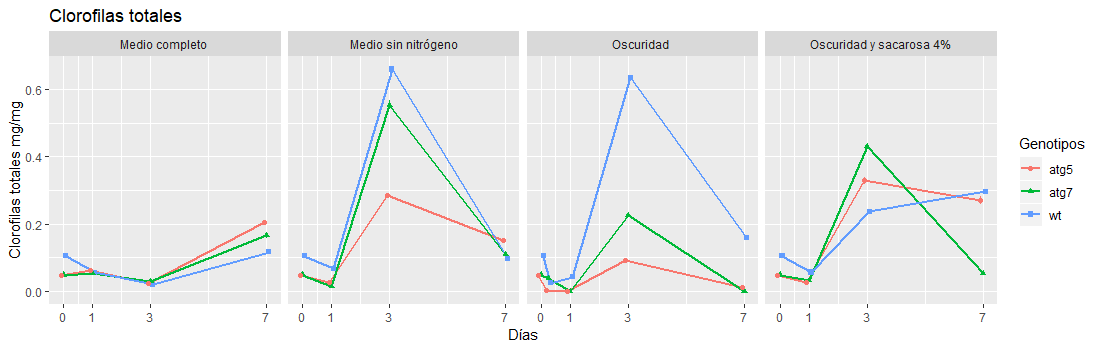 Clorofilas totales
Medio completo
Medio sin nitrógeno
Oscuridad
Oscuridad y sacarosa 4%
Clorofilas totales mg/mg
0.6
0.4
0.2
0.0
0 1 3 7
0 1 3 7
0 1 3 7
0 1 3 7
Días
Genotipos
atg5
atg7
wt